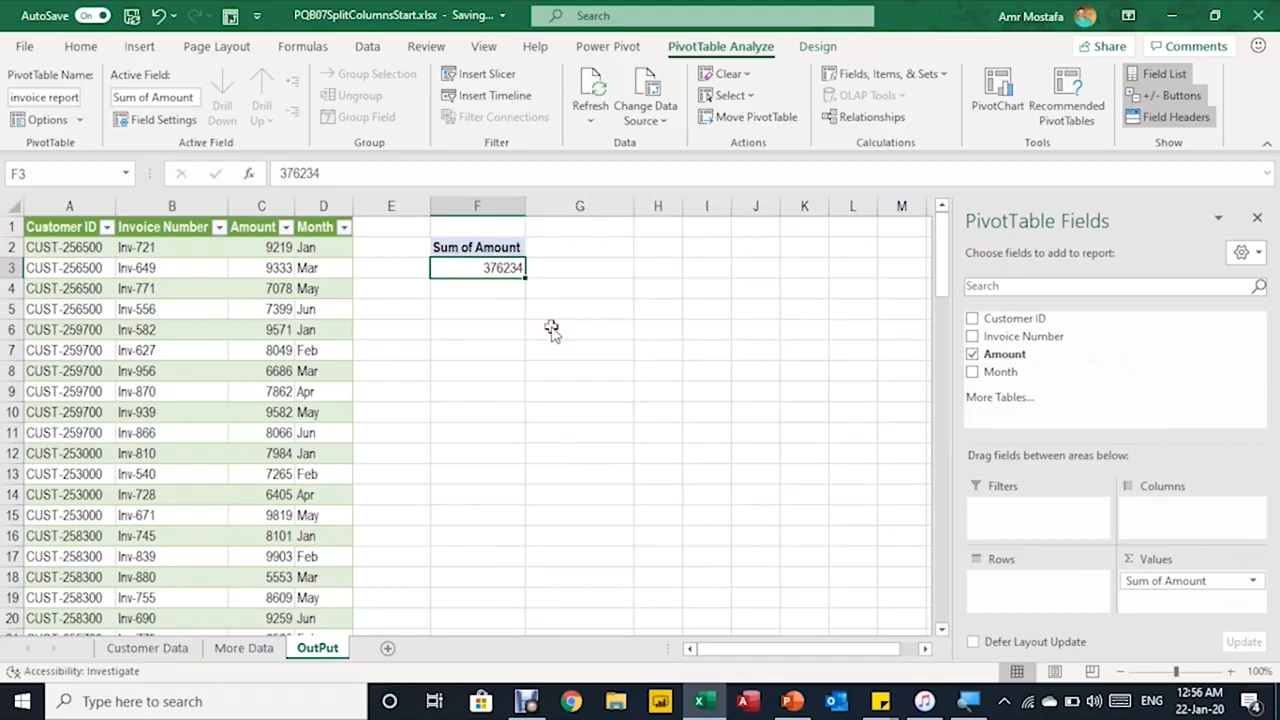 AutoSave On PQB07SplitColumnsStart.xlsx - Saving... Search Amr Mostafa
File Home Insert Page Layout Formulas Data Review View Help Power Pivot PivotTable Analyze Design Share Comments
PivotTable Name: Active Field: Group Selection Insert Slicer Clear Fields, Items, & Sets Field List
invoice report Sum of Amount Drill Down Drill Up Ungroup Insert Timeline Refresh Change Data Source Select OLAP Tools PivotChart Recommended PivotTables +/- Buttons
Options Field Settings Group Field Filter Connections Move PivotTable Relationships Field Headers
PivotTable Active Field Group Filter Data Actions Calculations Tools Show
F3 fx 376234
A B C D E F G H I J K L M
1 Customer ID Invoice Number Amount Month
2 CUST-256500 Inv-721 9219 Jan Sum of Amount
3 CUST-256500 Inv-649 9333 Mar 376234
4 CUST-256500 Inv-771 7078 May
5 CUST-256500 Inv-556 7399 Jun
6 CUST-259700 Inv-582 9571 Jan
7 CUST-259700 Inv-627 8049 Feb
8 CUST-259700 Inv-956 6686 Mar
9 CUST-259700 Inv-870 7862 Apr
10 CUST-259700 Inv-939 9582 May
11 CUST-259700 Inv-866 8066 Jun
12 CUST-253000 Inv-810 7984 Jan
13 CUST-253000 Inv-540 7265 Feb
14 CUST-253000 Inv-728 6405 Apr
15 CUST-253000 Inv-671 9819 May
16 CUST-258300 Inv-745 8101 Jan
17 CUST-258300 Inv-839 9903 Feb
18 CUST-258300 Inv-880 5553 Mar
19 CUST-258300 Inv-755 8609 May
20 CUST-258300 Inv-690 9259 Jun
PivotTable Fields
Choose fields to add to report:
Search
Customer ID
Invoice Number
Amount
Month
More Tables...
Drag fields between areas below:
Filters Columns
Rows Σ Values
Sum of Amount
Defer Layout Update Update
Customer Data More Data OutPut
Accessibility: Investigate 100%
Type here to search ENG 12:56 AM
22-Jan-20 4